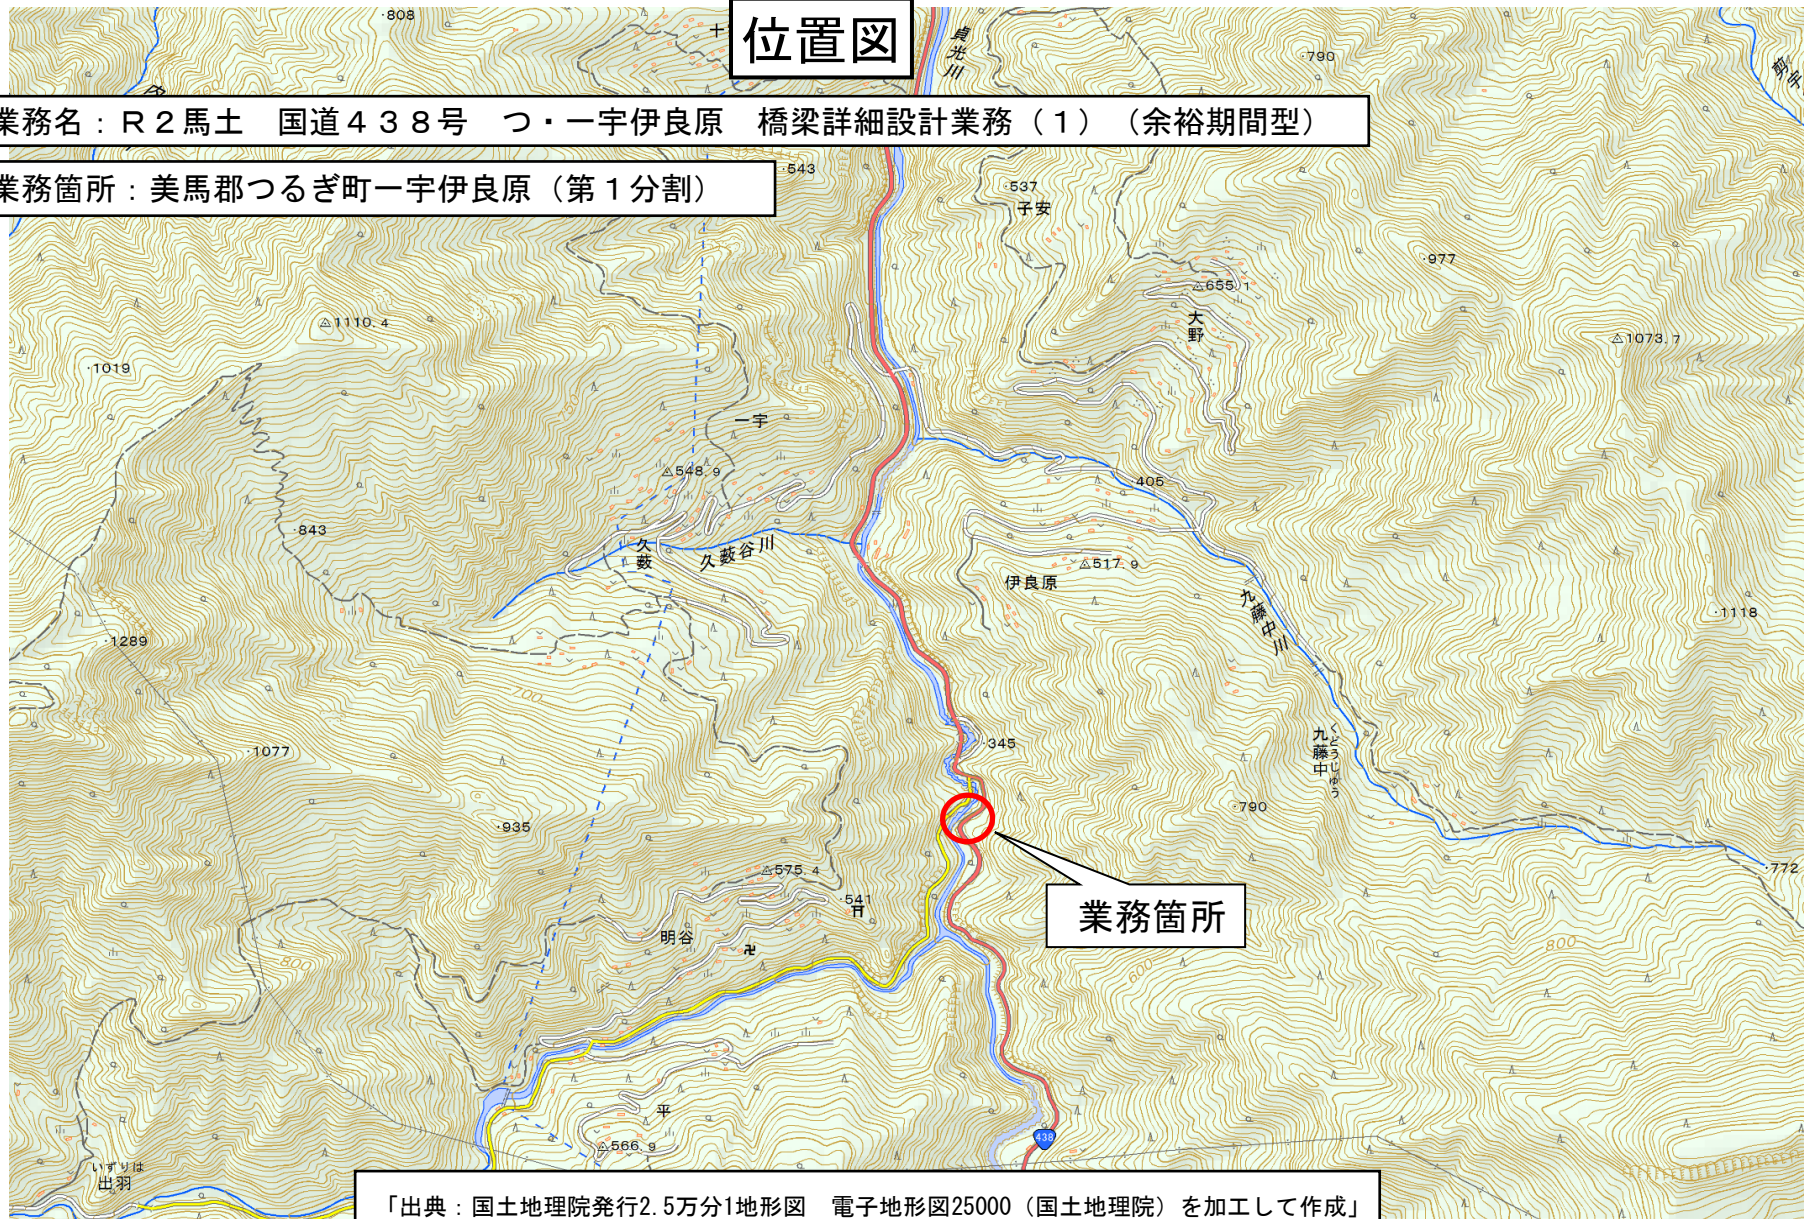 位置図
業務名：Ｒ２馬土　国道４３８号　つ・一宇伊良原　橋梁詳細設計業務（１）（余裕期間型）
業務箇所：美馬郡つるぎ町一宇伊良原（第１分割）
・808
貞光川
・790
・543
・537
子安
・977
△655.1
大野
△1110.4
△1073.7
・1019
750
一宇
△548.9
・405
・843
久藪
久藪谷川
△517.9
伊良原
九藤中川
・1118
・1289
700
・1077
・345
九藤中
くどうじゅう
・790
・935
△575.4
・541
・772
業務箇所
明谷
800
800
600
平
△566.9
438
いずりは
出羽
「出典：国土地理院発行2.5万分1地形図　電子地形図25000（国土地理院）を加工して作成」